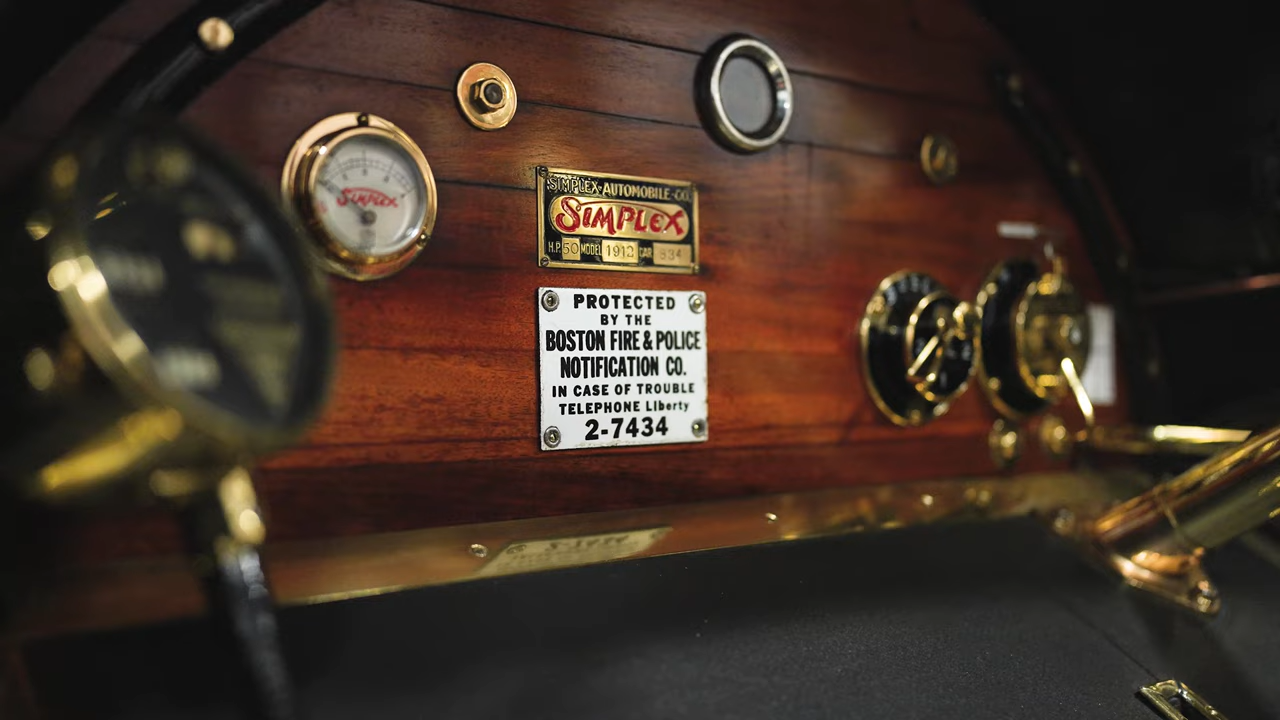 SIMPLEX
SIMPLEX-AUTOMOBILE-CO.
SIMPLEX
H.P. 50 MODEL 1912 CAR 834
PROTECTED
BY THE
BOSTON FIRE & POLICE
NOTIFICATION CO.
IN CASE OF TROUBLE
TELEPHONE LIberty
2-7434